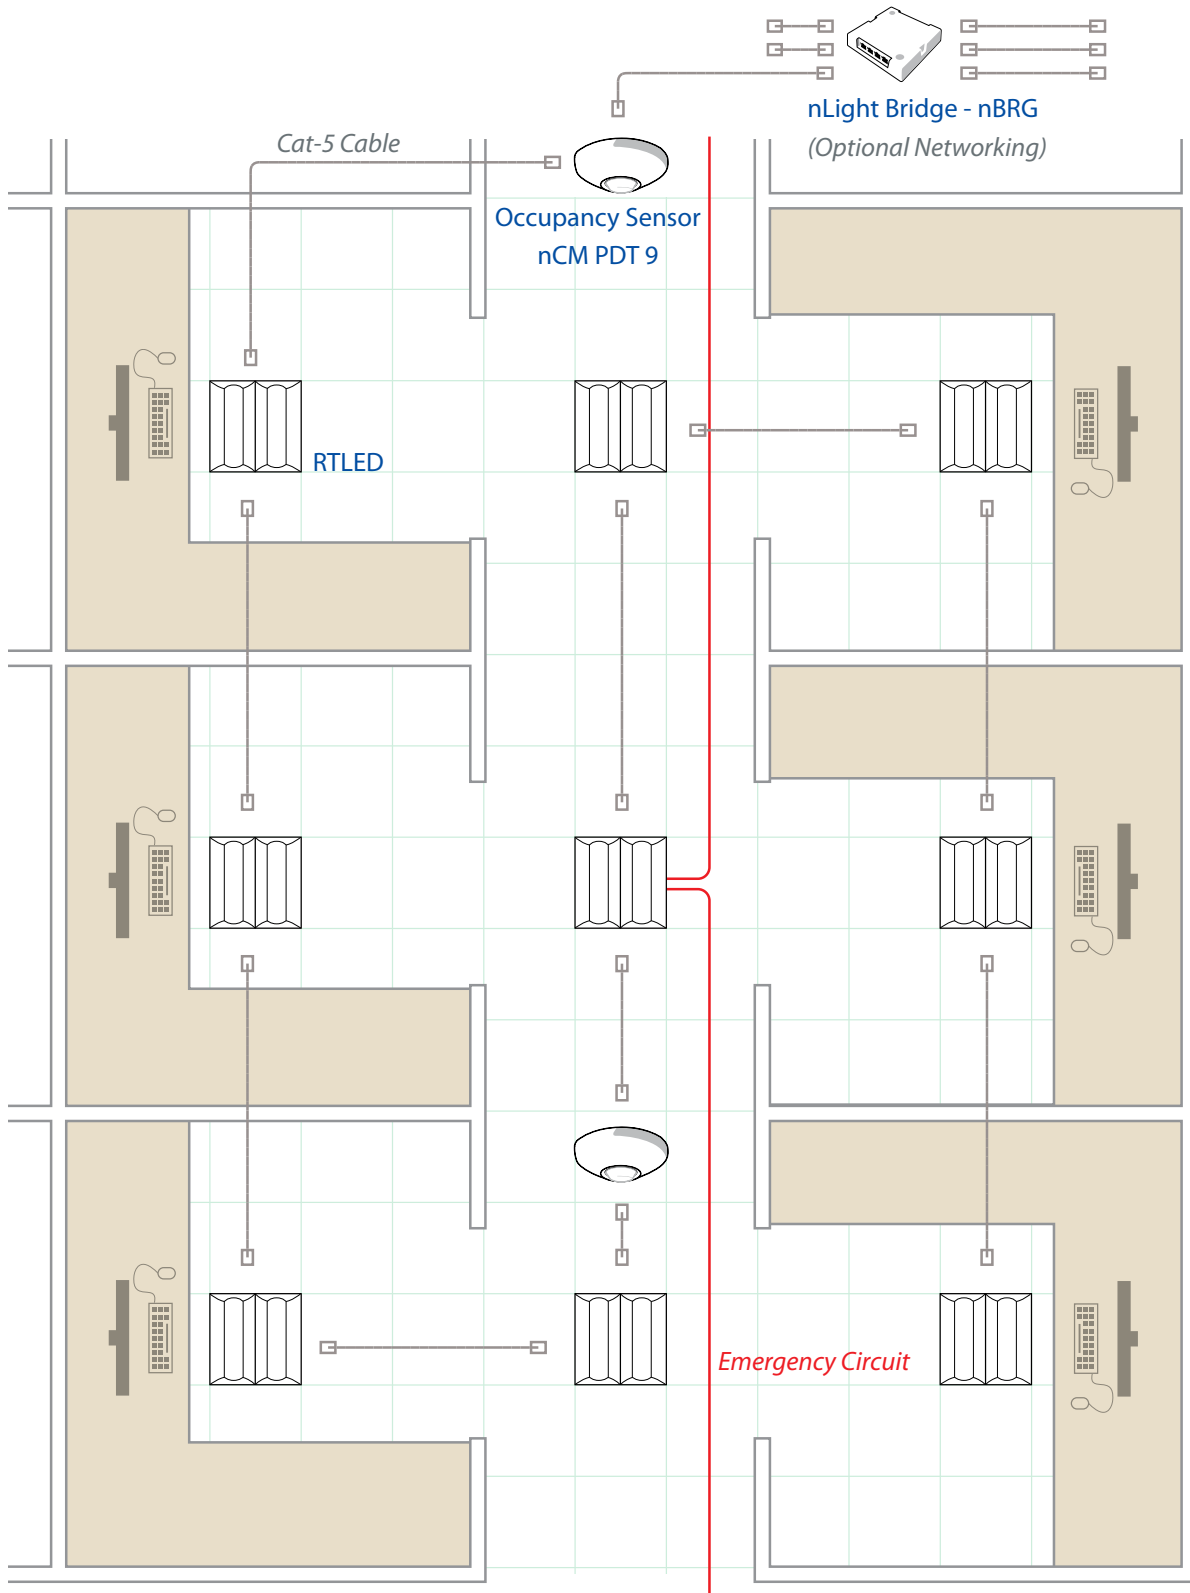 nLight Bridge - nBRG
(Optional Networking)
Cat-5 Cable
Occupancy Sensor
nCM PDT 9
RTLED
Emergency Circuit